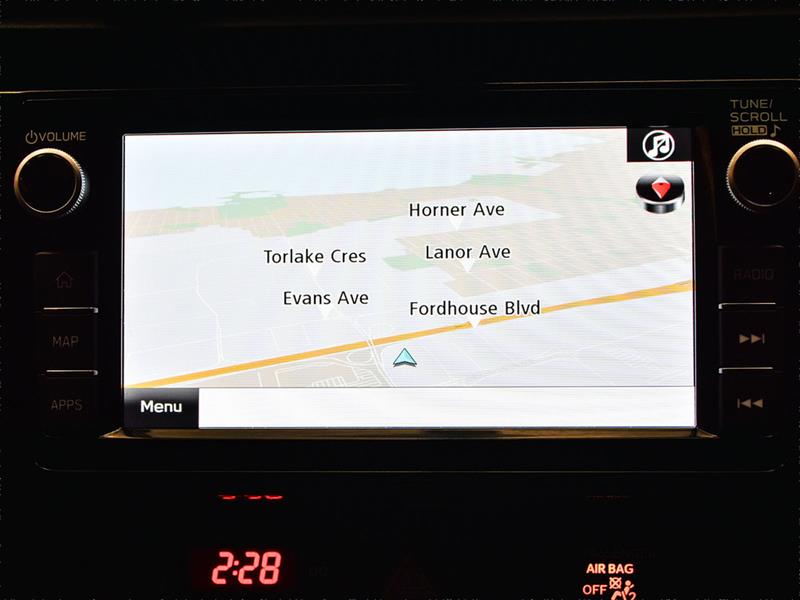 VOLUME
TUNE/
SCROLL
HOLD
Horner Ave
Torlake Cres
Lanor Ave
Evans Ave
Fordhouse Blvd
RADIO
MAP
APPS
Menu
2:28
AIR BAG
OFF
2